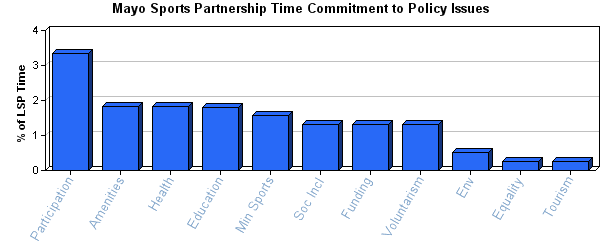 Mayo Sports Partnership Time Commitment to Policy Issues
% of LSP Time
4
3
2
1
0
Participation
Amenities
Health
Education
Min Sports
Soc Incl
Funding
Voluntarism
Env
Equality
Tourism